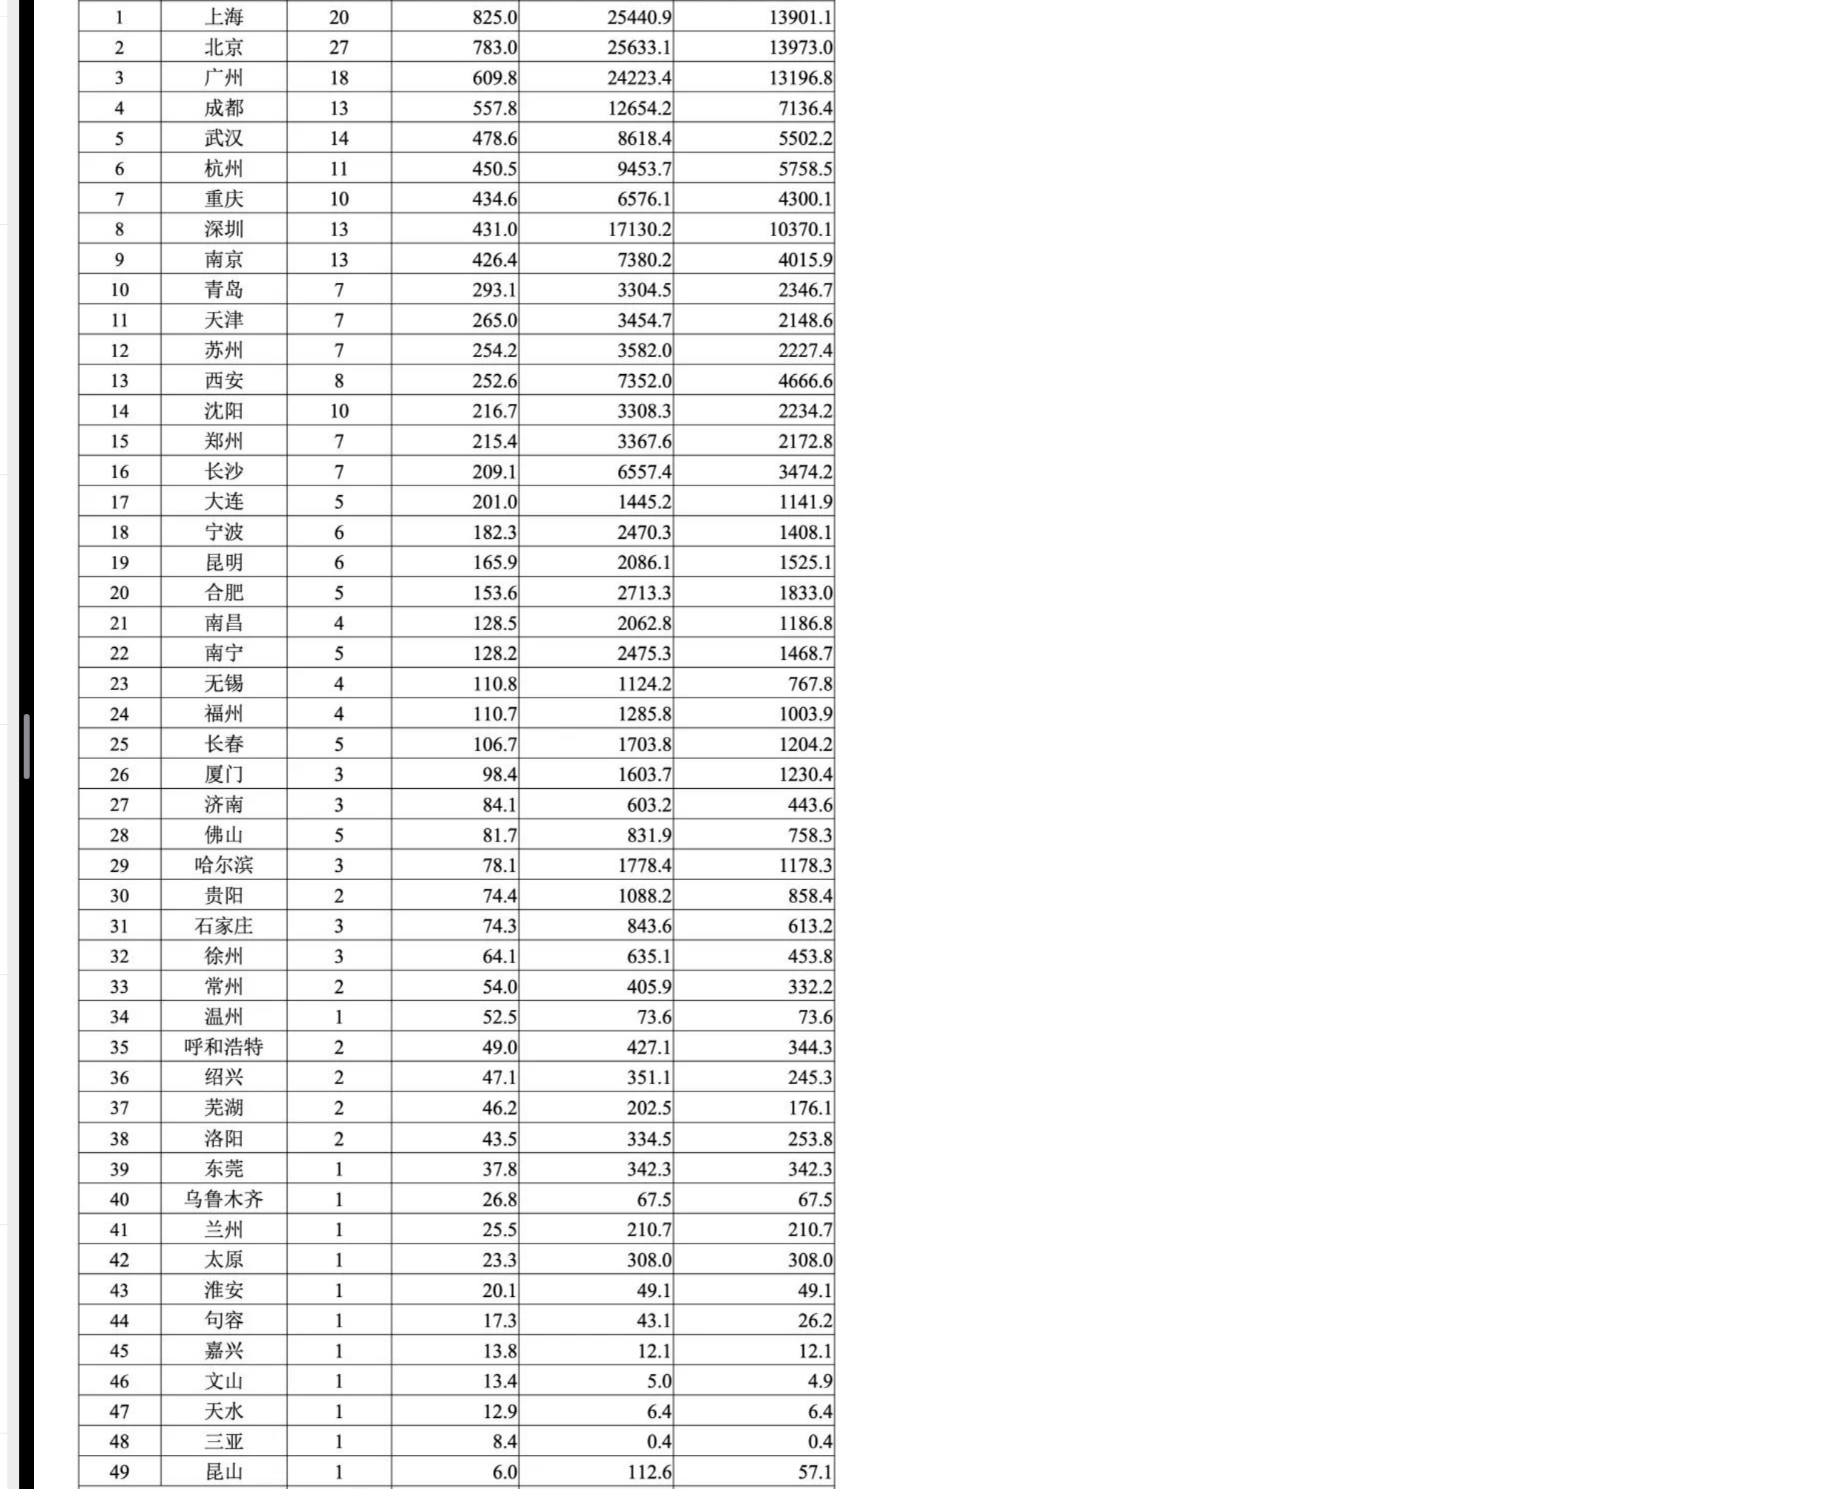 1 上海 20 825.0 25440.9 13901.1
2 北京 27 783.0 25633.1 13973.0
3 广州 18 609.8 24223.4 13196.8
4 成都 13 557.8 12654.2 7136.4
5 武汉 14 478.6 8618.4 5502.2
6 杭州 11 450.5 9453.7 5758.5
7 重庆 10 434.6 6576.1 4300.1
8 深圳 13 431.0 17130.2 10370.1
9 南京 13 426.4 7380.2 4015.9
10 青岛 7 293.1 3304.5 2346.7
11 天津 7 265.0 3454.7 2148.6
12 苏州 7 254.2 3582.0 2227.4
13 西安 8 252.6 7352.0 4666.6
14 沈阳 10 216.7 3308.3 2234.2
15 郑州 7 215.4 3367.6 2172.8
16 长沙 7 209.1 6557.4 3474.2
17 大连 5 201.0 1445.2 1141.9
18 宁波 6 182.3 2470.3 1408.1
19 昆明 6 165.9 2086.1 1525.1
20 合肥 5 153.6 2713.3 1833.0
21 南昌 4 128.5 2062.8 1186.8
22 南宁 5 128.2 2475.3 1468.7
23 无锡 4 110.8 1124.2 767.8
24 福州 4 110.7 1285.8 1003.9
25 长春 5 106.7 1703.8 1204.2
26 厦门 3 98.4 1603.7 1230.4
27 济南 3 84.1 603.2 443.6
28 佛山 5 81.7 831.9 758.3
29 哈尔滨 3 78.1 1778.4 1178.3
30 贵阳 2 74.4 1088.2 858.4
31 石家庄 3 74.3 843.6 613.2
32 徐州 3 64.1 635.1 453.8
33 常州 2 54.0 405.9 332.2
34 温州 1 52.5 73.6 73.6
35 呼和浩特 2 49.0 427.1 344.3
36 绍兴 2 47.1 351.1 245.3
37 芜湖 2 46.2 202.5 176.1
38 洛阳 2 43.5 334.5 253.8
39 东莞 1 37.8 342.3 342.3
40 乌鲁木齐 1 26.8 67.5 67.5
41 兰州 1 25.5 210.7 210.7
42 太原 1 23.3 308.0 308.0
43 淮安 1 20.1 49.1 49.1
44 句容 1 17.3 43.1 26.2
45 嘉兴 1 13.8 12.1 12.1
46 文山 1 13.4 5.0 4.9
47 天水 1 12.9 6.4 6.4
48 三亚 1 8.4 0.4 0.4
49 昆山 1 6.0 112.6 57.1